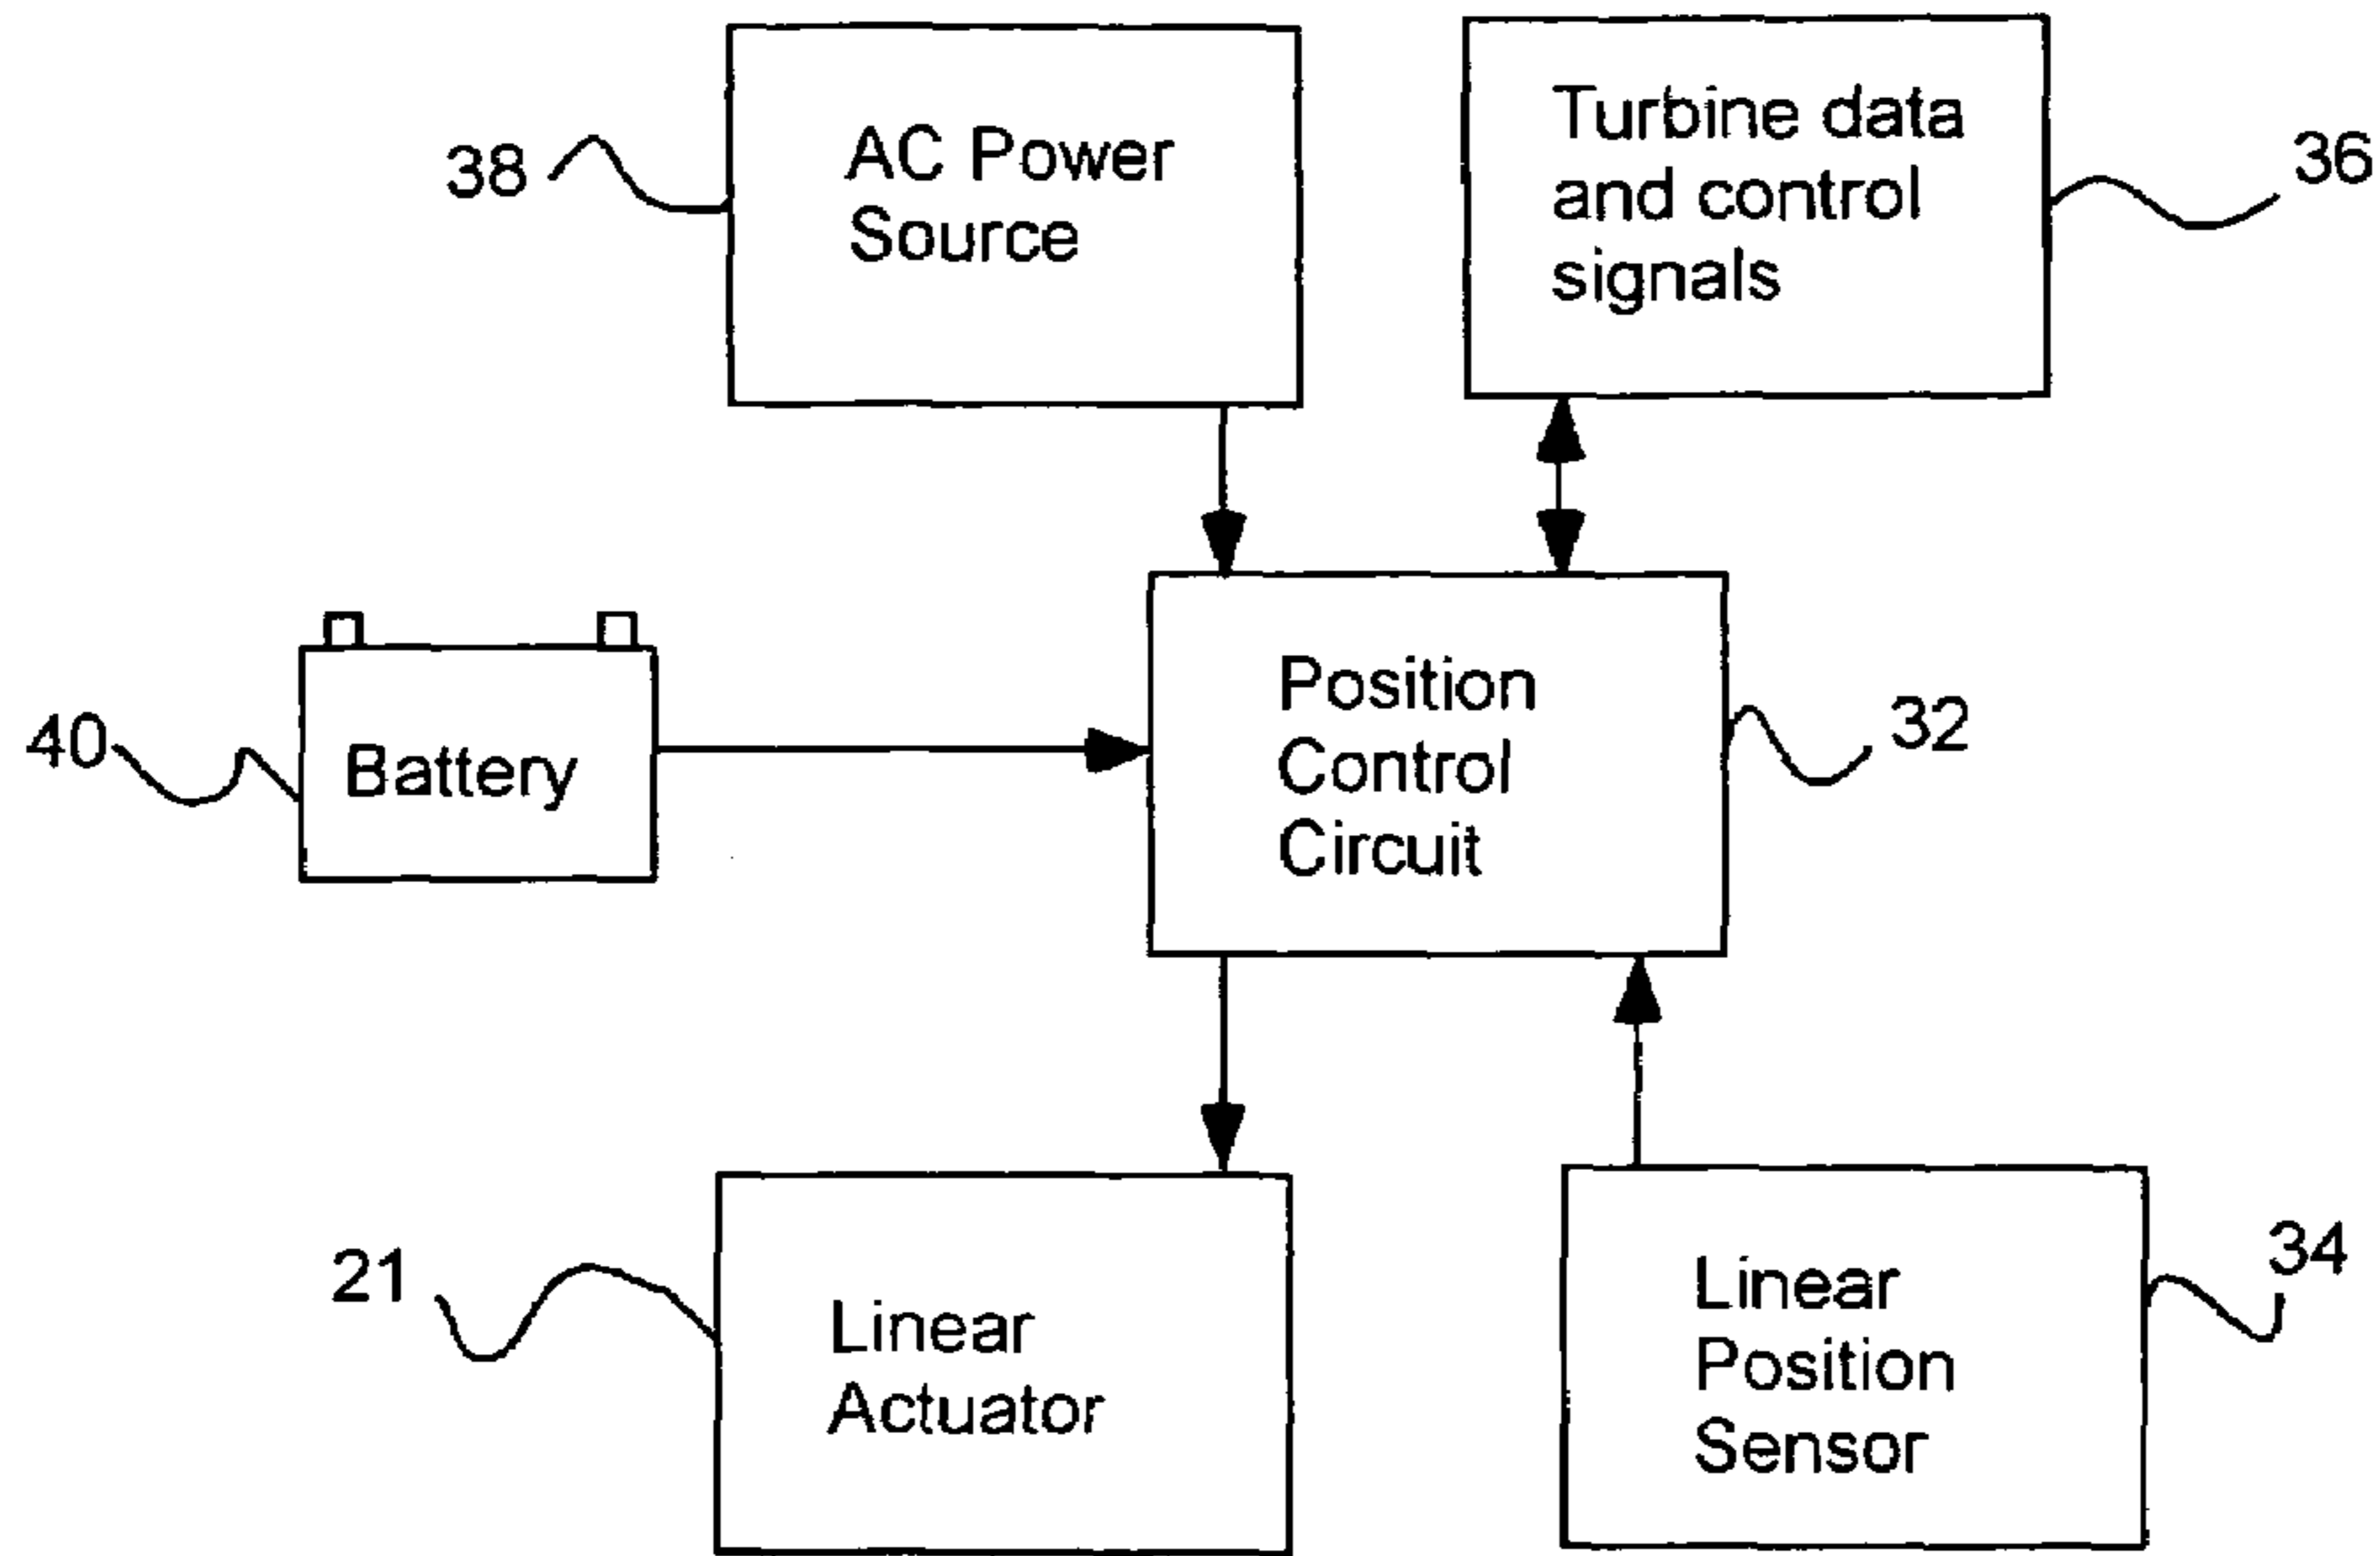 38
AC Power
Source
Turbine data
and control
signals
36
40
Battery
Position
Control
Circuit
32
21
Linear
Actuator
Linear
Position
Sensor
34